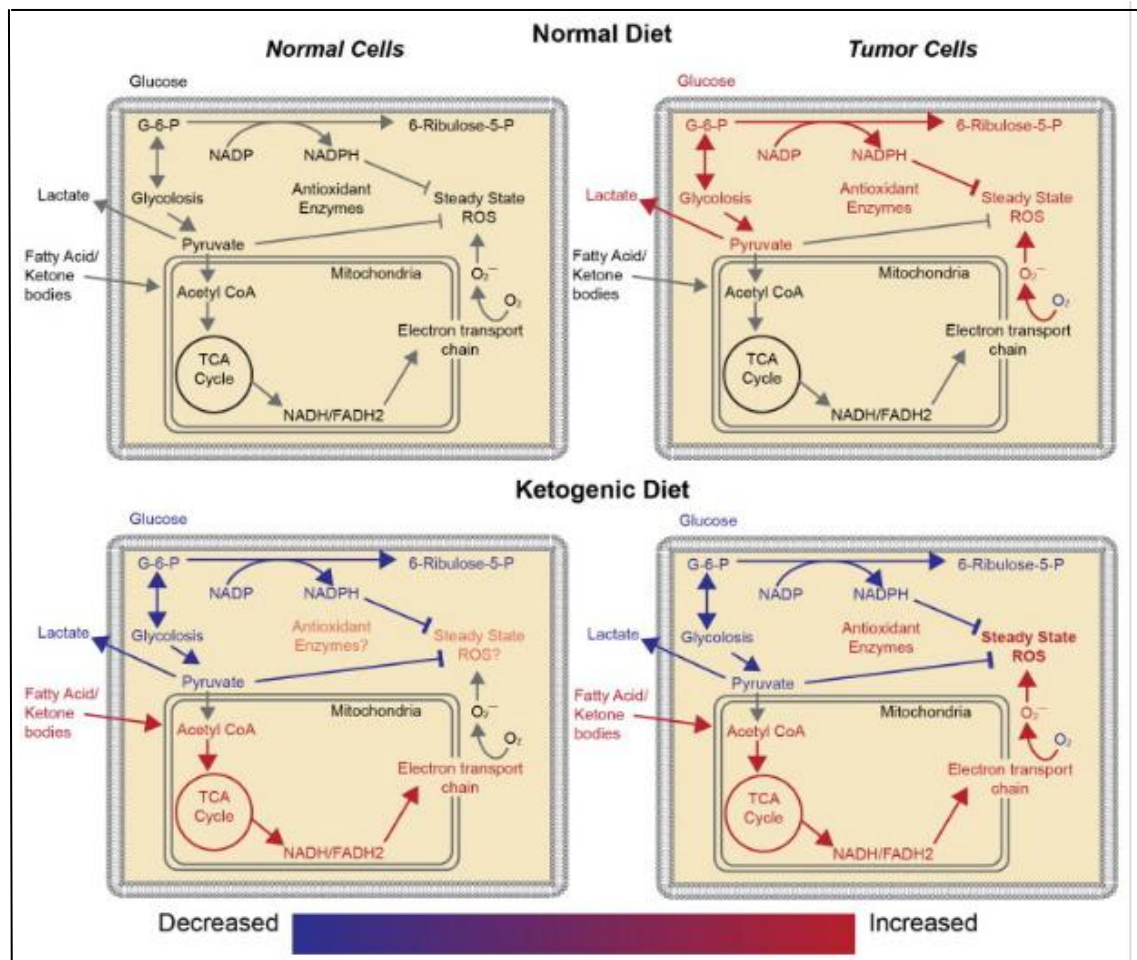 Normal Diet
Normal Cells
Tumor Cells
Glucose
G-6-P
6-Ribulose-5-P
NADP
NADPH
Lactate
Glycolosis
Antioxidant
Enzymes
Steady State
ROS
Pyruvate
Fatty Acid/
Ketone
bodies
Mitochondria
Acetyl CoA
O₂⁻
O₂
Electron transport
chain
TCA
Cycle
NADH/FADH2
Glucose
G-6-P
6-Ribulose-5-P
NADP
NADPH
Lactate
Glycolosis
Antioxidant
Enzymes
Steady State
ROS
Pyruvate
Fatty Acid/
Ketone
bodies
Mitochondria
Acetyl CoA
O₂⁻
O₂
Electron transport
chain
TCA
Cycle
NADH/FADH2
Ketogenic Diet
Glucose
G-6-P
6-Ribulose-5-P
NADP
NADPH
Lactate
Glycolosis
Antioxidant
Enzymes?
Steady State
ROS?
Pyruvate
Fatty Acid/
Ketone
bodies
Mitochondria
Acetyl CoA
O₂⁻
O₂
Electron transport
chain
TCA
Cycle
NADH/FADH2
Glucose
G-6-P
6-Ribulose-5-P
NADP
NADPH
Lactate
Glycolosis
Antioxidant
Enzymes
Steady State
ROS
Pyruvate
Fatty Acid/
Ketone
bodies
Mitochondria
Acetyl CoA
O₂⁻
O₂
Electron transport
chain
TCA
Cycle
NADH/FADH2
Decreased
Increased